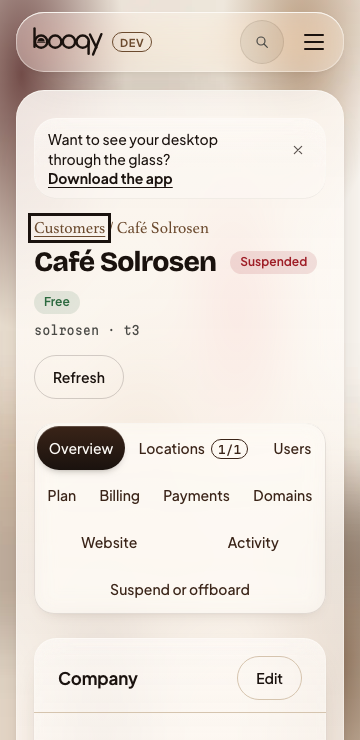 booqy DEV
Want to see your desktop
through the glass?
Download the app
Customers / Café Solrosen
Café Solrosen Suspended
Free
solrosen · t3
Refresh
Overview Locations 1/1 Users
Plan Billing Payments Domains
Website Activity
Suspend or offboard
Company Edit